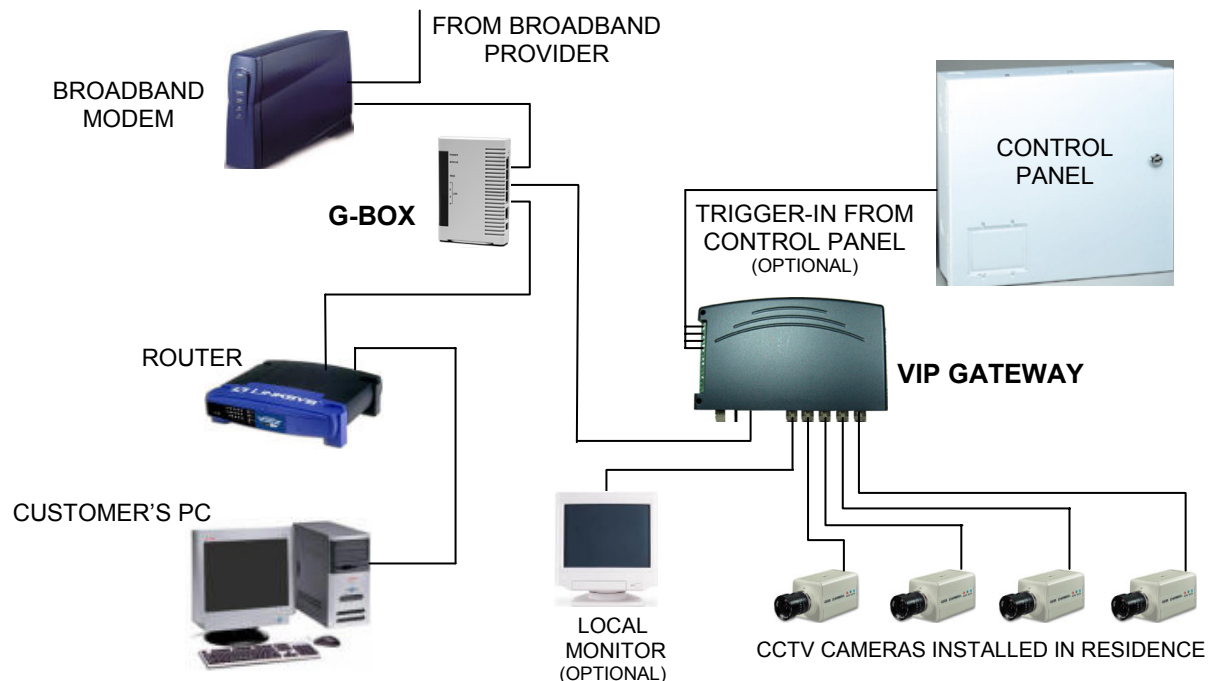 FROM BROADBAND
PROVIDER
BROADBAND
MODEM
CONTROL
PANEL
G-BOX
TRIGGER-IN FROM
CONTROL PANEL
(OPTIONAL)
ROUTER
LINKSYS
VIP GATEWAY
CUSTOMER'S PC
LOCAL
MONITOR
(OPTIONAL)
CCTV CAMERAS INSTALLED IN RESIDENCE